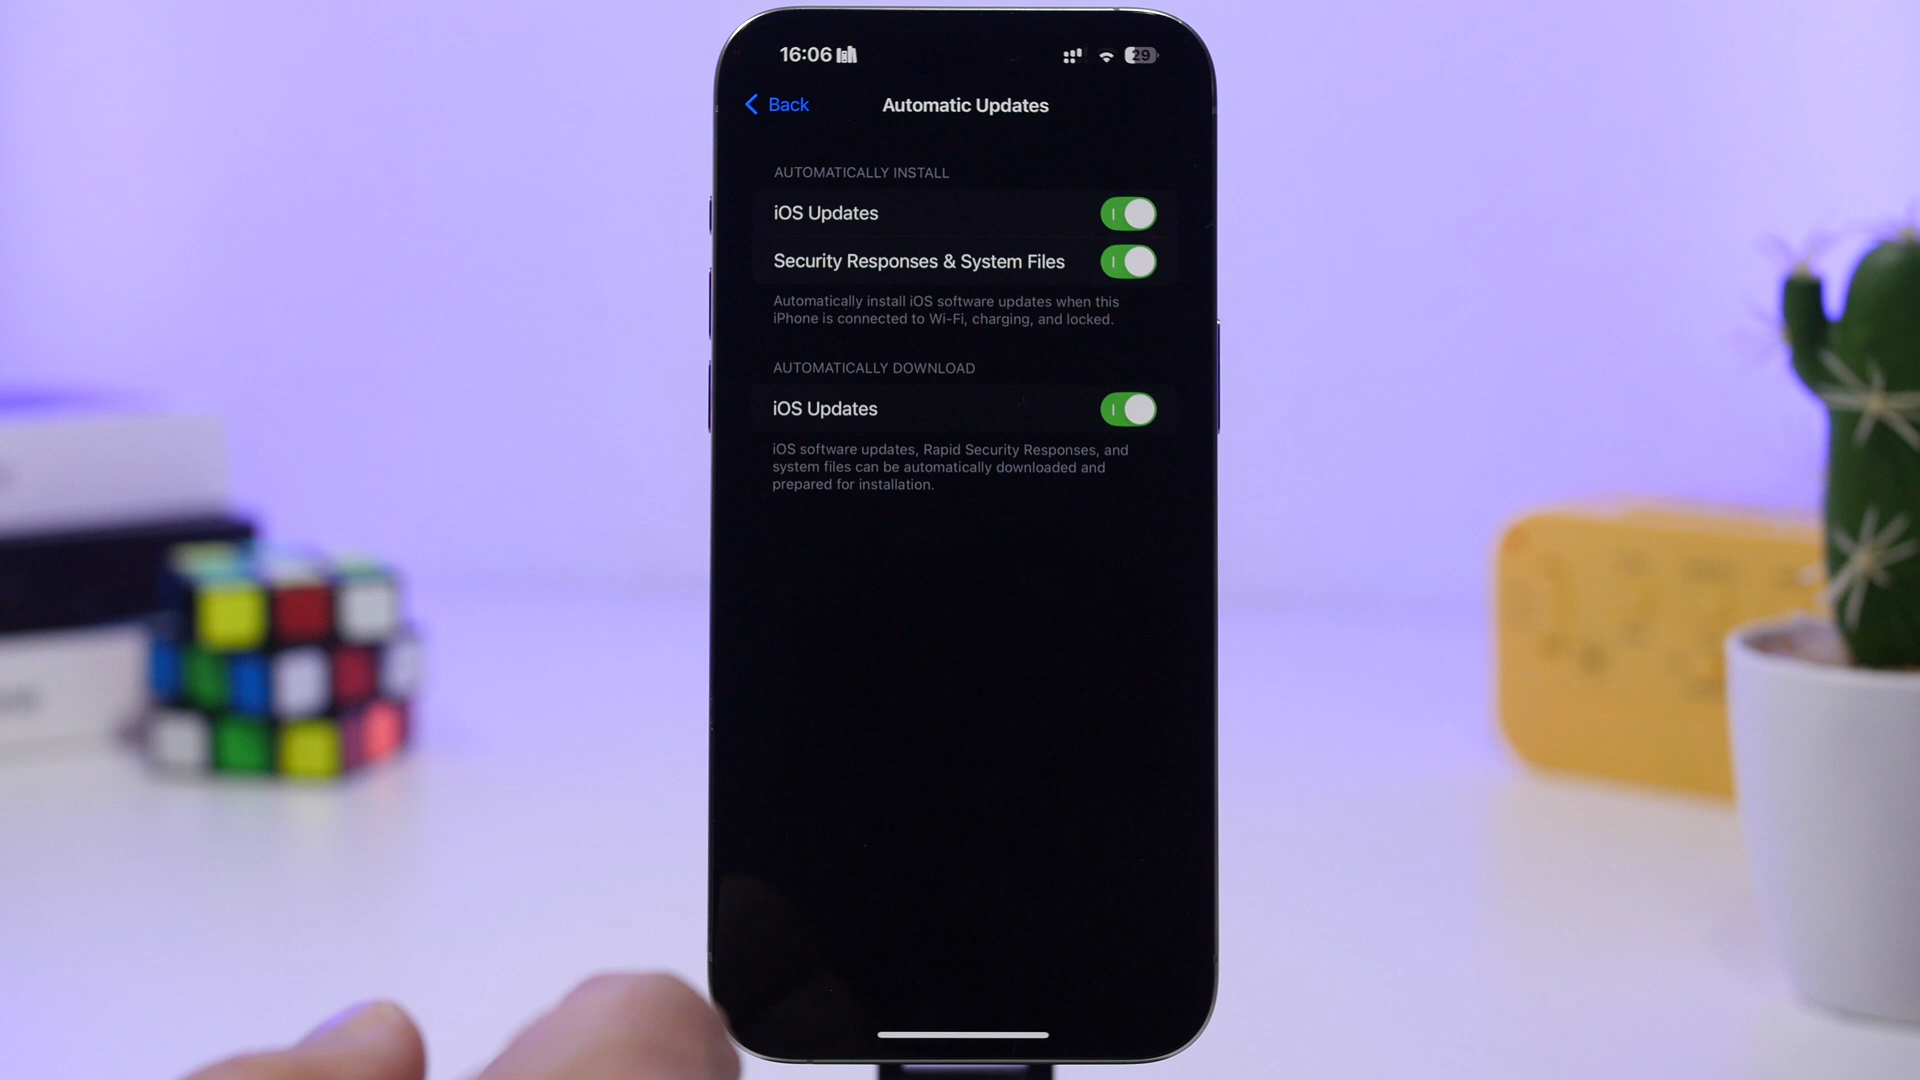 16:06
29
Back
Automatic Updates
AUTOMATICALLY INSTALL
iOS Updates
Security Responses & System Files
Automatically install iOS software updates when this
iPhone is connected to Wi-Fi, charging, and locked.
AUTOMATICALLY DOWNLOAD
iOS Updates
iOS software updates, Rapid Security Responses, and
system files can be automatically downloaded and
prepared for installation.